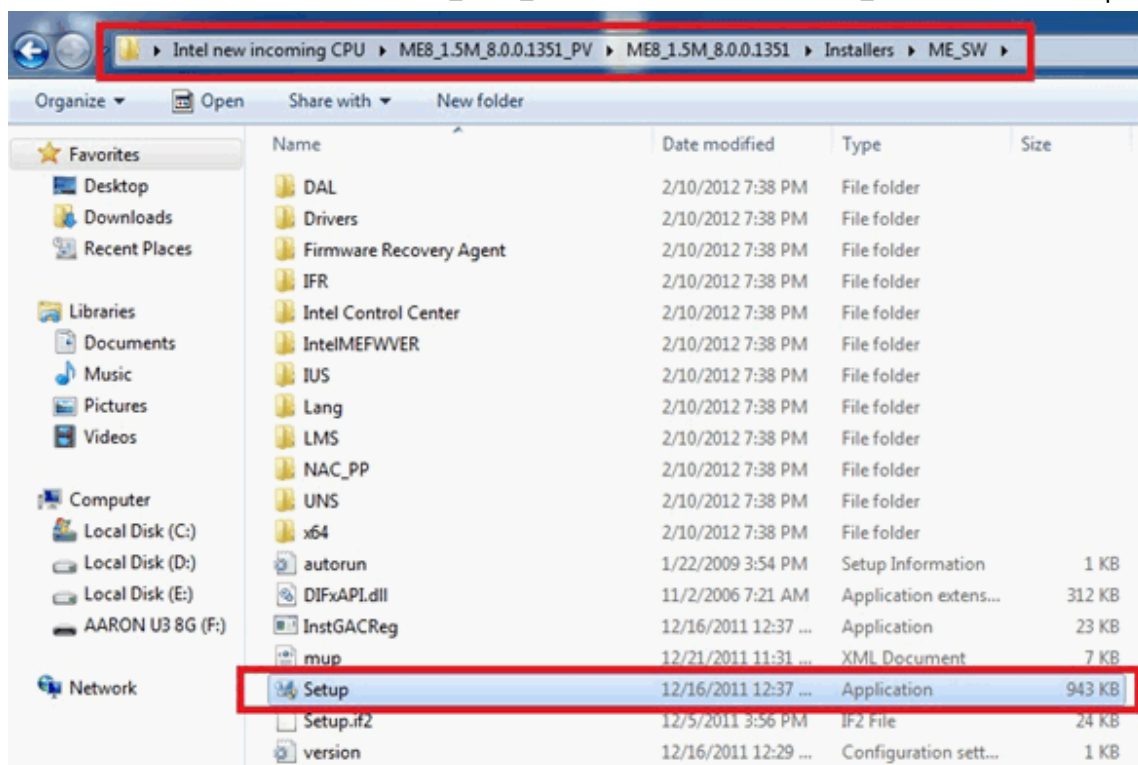 Intel new incoming CPU ME8_1.5M_8.0.0.1351_PV ME8_1.5M_8.0.0.1351 Installers ME_SW
Organize Open Share with New folder
Name Date modified Type Size
Favorites
Desktop
Downloads
Recent Places
Libraries
Documents
Music
Pictures
Videos
Computer
Local Disk (C:)
Local Disk (D:)
Local Disk (E:)
AARON U3 8G (F:)
Network
DAL 2/10/2012 7:38 PM File folder
Drivers 2/10/2012 7:38 PM File folder
Firmware Recovery Agent 2/10/2012 7:38 PM File folder
IFR 2/10/2012 7:38 PM File folder
Intel Control Center 2/10/2012 7:38 PM File folder
IntelMEFWVER 2/10/2012 7:38 PM File folder
IUS 2/10/2012 7:38 PM File folder
Lang 2/10/2012 7:38 PM File folder
LMS 2/10/2012 7:38 PM File folder
NAC_PP 2/10/2012 7:38 PM File folder
UNS 2/10/2012 7:38 PM File folder
x64 2/10/2012 7:38 PM File folder
autorun 1/22/2009 3:54 PM Setup Information 1 KB
DIFxAPI.dll 11/2/2006 7:21 AM Application extens... 312 KB
InstGACReg 12/16/2011 12:37 ... Application 23 KB
mup 12/21/2011 11:31 ... XML Document 7 KB
Setup 12/16/2011 12:37 ... Application 943 KB
Setup.if2 12/5/2011 3:56 PM IF2 File 24 KB
version 12/16/2011 12:29 ... Configuration sett... 1 KB